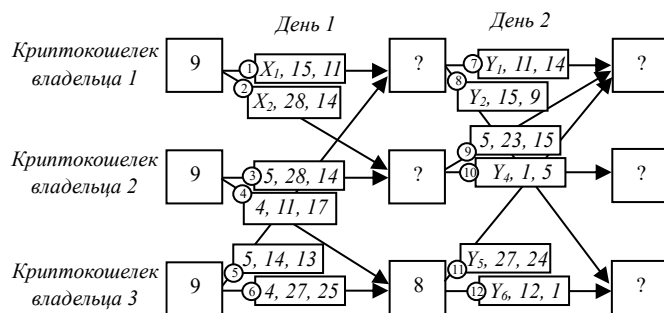 День 1
День 2
Криптокошелек
владельца 1
9
1
X1, 15, 11
2
X2, 28, 14
?
7
Y1, 11, 14
8
Y2, 15, 9
?
Криптокошелек
владельца 2
9
3
5, 28, 14
4
4, 11, 17
?
9
5, 23, 15
10
Y4, 1, 5
?
Криптокошелек
владельца 3
9
5
5, 14, 13
6
4, 27, 25
8
11
Y5, 27, 24
12
Y6, 12, 1
?